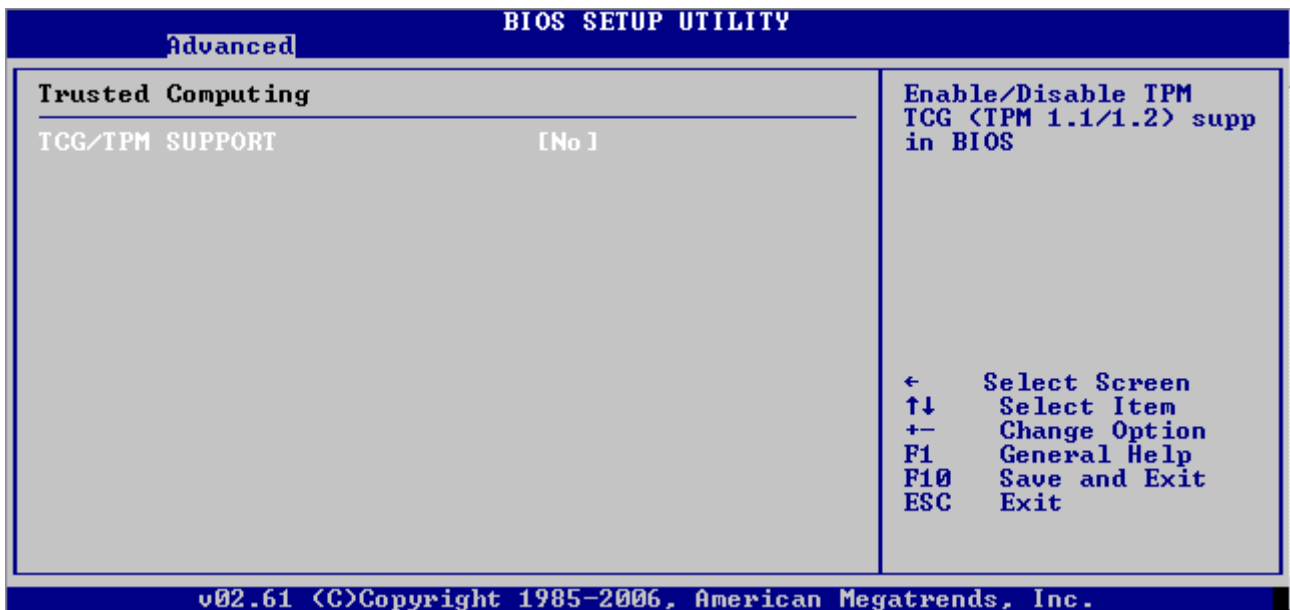 BIOS SETUP UTILITY
Advanced
Trusted Computing
TCG/TPM SUPPORT [No]
Enable/Disable TPM
TCG (TPM 1.1/1.2) supp
in BIOS
← Select Screen
↑↓ Select Item
+- Change Option
F1 General Help
F10 Save and Exit
ESC Exit
v02.61 (C)Copyright 1985-2006, American Megatrends, Inc.